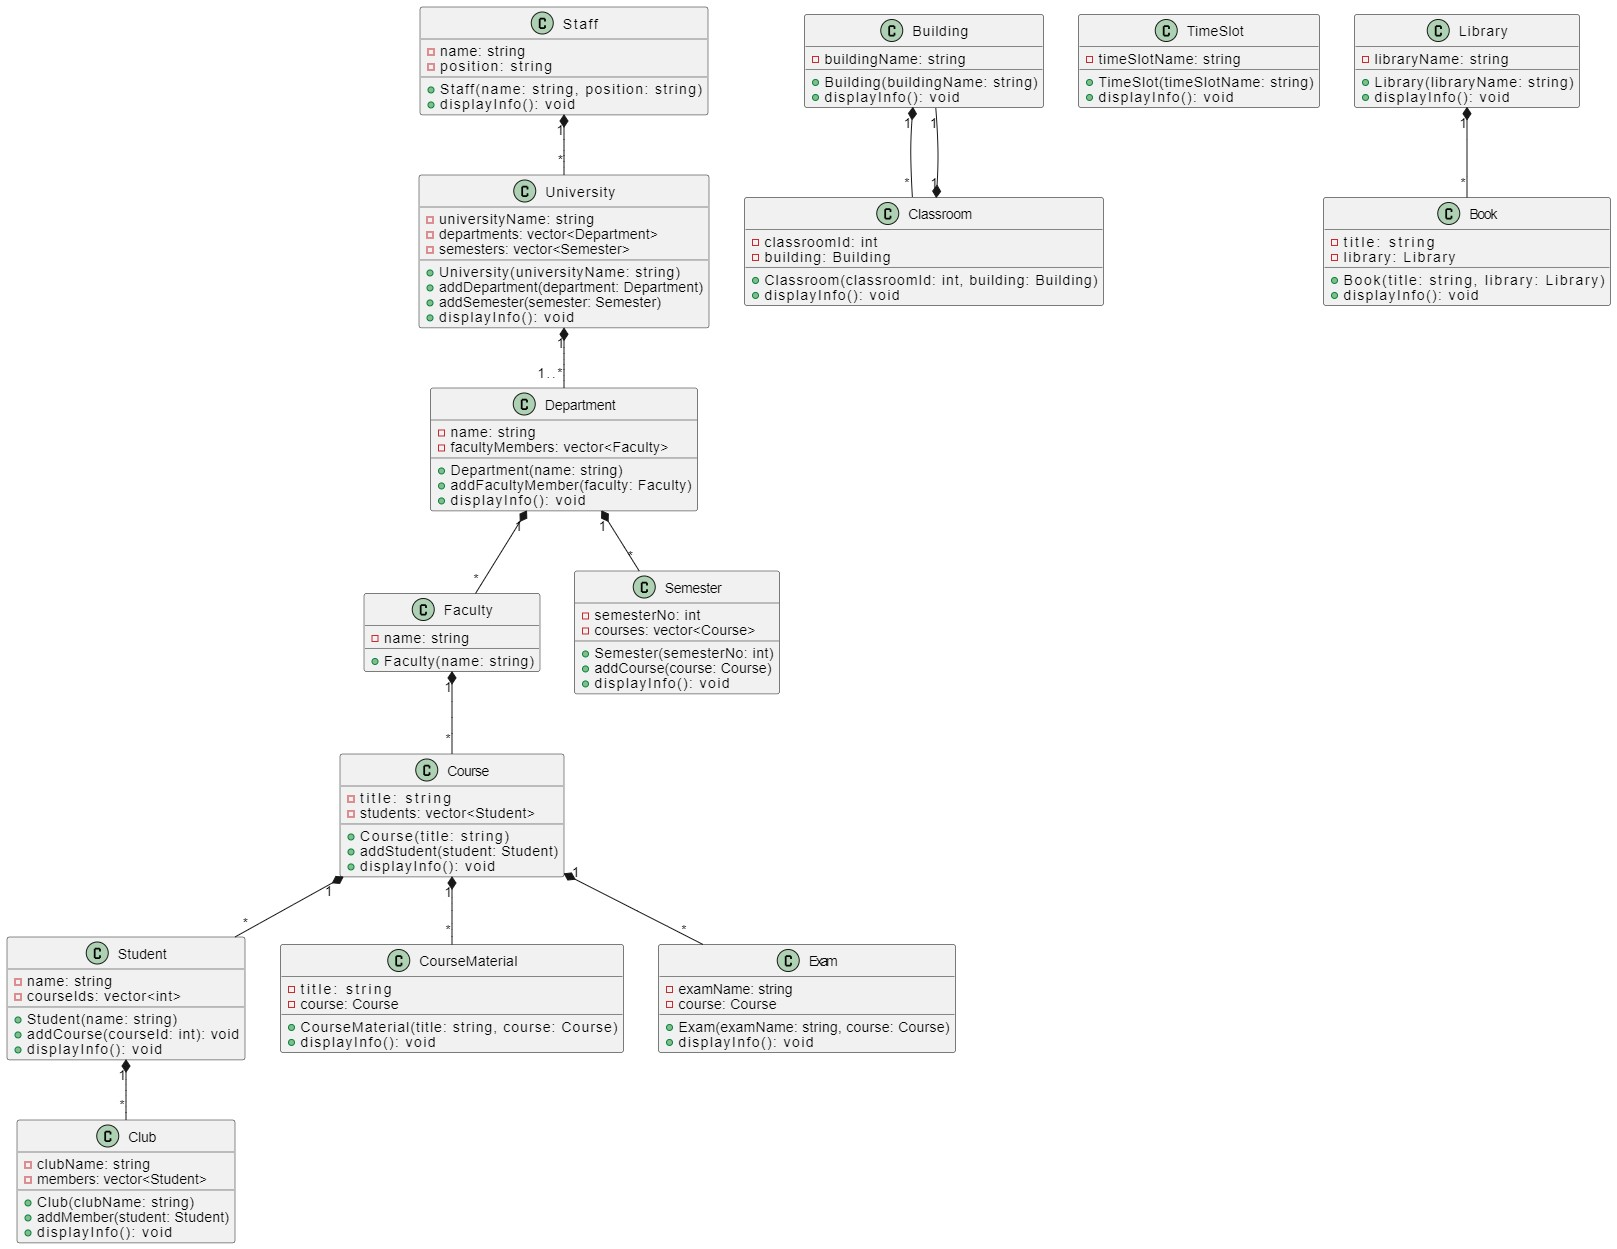 C Staff
name: string
position: string
Staff(name: string, position: string)
displayInfo(): void
1
*
C University
universityName: string
departments: vector<Department>
semesters: vector<Semester>
University(universityName: string)
addDepartment(department: Department)
addSemester(semester: Semester)
displayInfo(): void
1
1..*
C Department
name: string
facultyMembers: vector<Faculty>
Department(name: string)
addFacultyMember(faculty: Faculty)
displayInfo(): void
1
*
1
*
C Faculty
name: string
Faculty(name: string)
1
*
C Semester
semesterNo: int
courses: vector<Course>
Semester(semesterNo: int)
addCourse(course: Course)
displayInfo(): void
C Course
title: string
students: vector<Student>
Course(title: string)
addStudent(student: Student)
displayInfo(): void
1
*
1
*
1
*
C Student
name: string
courseIds: vector<int>
Student(name: string)
addCourse(courseId: int): void
displayInfo(): void
1
*
C CourseMaterial
title: string
course: Course
CourseMaterial(title: string, course: Course)
displayInfo(): void
C Exam
examName: string
course: Course
Exam(examName: string, course: Course)
displayInfo(): void
C Club
clubName: string
members: vector<Student>
Club(clubName: string)
addMember(student: Student)
displayInfo(): void
C Building
buildingName: string
Building(buildingName: string)
displayInfo(): void
1
1
*
1
C Classroom
classroomId: int
building: Building
Classroom(classroomId: int, building: Building)
displayInfo(): void
C TimeSlot
timeSlotName: string
TimeSlot(timeSlotName: string)
displayInfo(): void
C Library
libraryName: string
Library(libraryName: string)
displayInfo(): void
1
*
C Book
title: string
library: Library
Book(title: string, library: Library)
displayInfo(): void